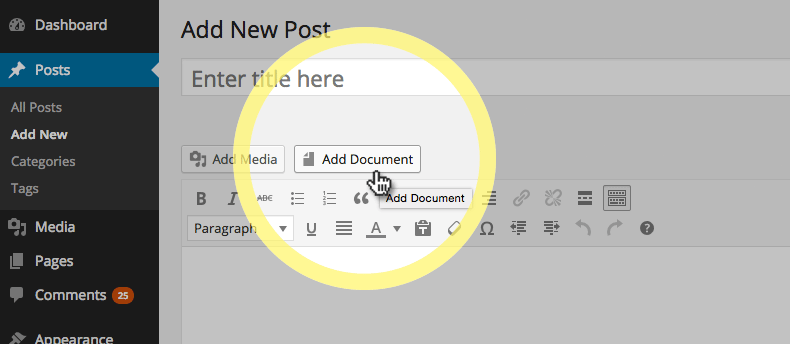 Dashboard
Posts
All Posts
Add New
Categories
Tags
Media
Pages
Comments 25
Appearance
Add New Post
Enter title here
Add Media
Add Document
B I ABC
Add Document
Paragraph U A Ω ?